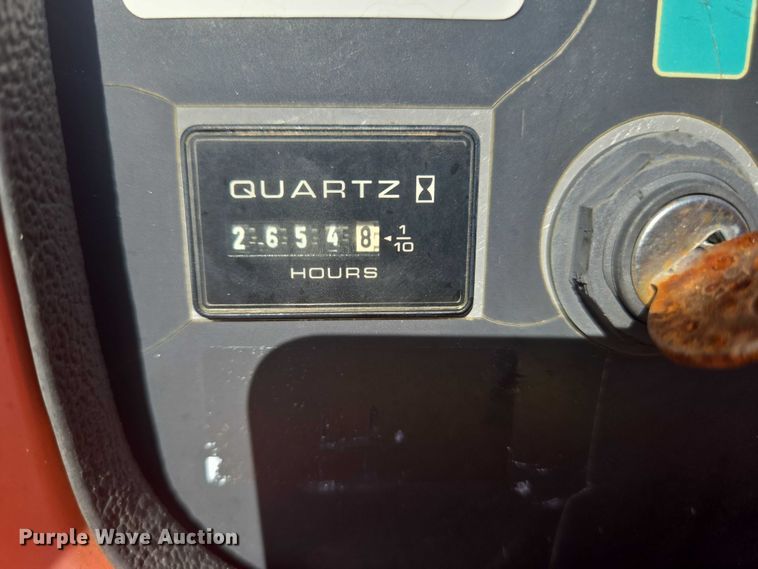 QUARTZ
2 6 5 4 8 1/10
HOURS
Purple Wave Auction